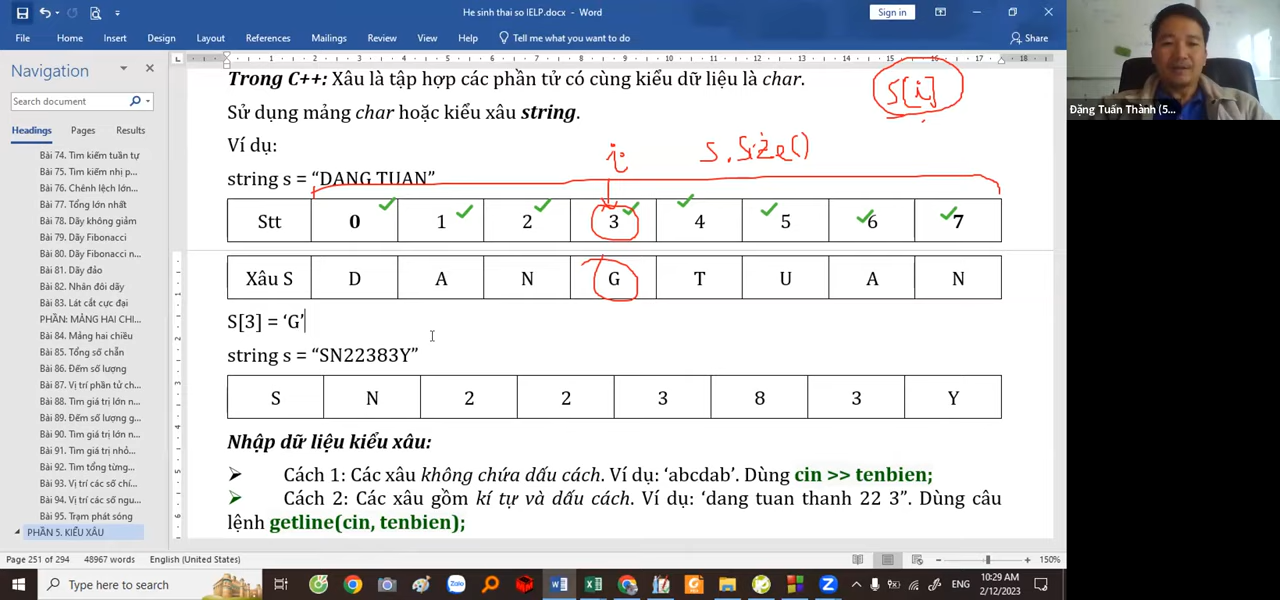 He sinh thai so IELP.docx - Word
Sign in
File Home Insert Design Layout References Mailings Review View Help Tell me what you want to do Share
Navigation
Search document
Headings Pages Results
Bài 74. Tìm kiếm tuần tự
Bài 75. Tìm kiếm nhị p...
Bài 76. Chênh lệch lớn...
Bài 77. Tổng lớn nhất
Bài 78. Dãy không giảm
Bài 79. Dãy Fibonacci
Bài 80. Dãy Fibonacci n...
Bài 81. Dãy đảo
Bài 82. Nhân đôi dãy
Bài 83. Lát cắt cực đại
PHẦN: MẢNG HAI CHI...
Bài 84. Mảng hai chiều
Bài 85. Tổng số chẵn
Bài 86. Đếm số lượng
Bài 87. Vị trí phần tử ch...
Bài 88. Tìm giá trị lớn n...
Bài 89. Đếm số lượng g...
Bài 90. Tìm giá trị lớn n...
Bài 91. Tìm giá trị nhỏ...
Bài 92. Tìm tổng từng...
Bài 93. Vị trí các số chí...
Bài 94. Vị trí các số ngu...
Bài 95. Trạm phát sóng
PHẦN 5. KIỂU XÂU
Trong C++: Xâu là tập hợp các phần tử có cùng kiểu dữ liệu là char.
S[i]
Sử dụng mảng char hoặc kiểu xâu string.
Ví dụ:
i
S.Size()
string s = “DANG TUAN”
Stt 0 1 2 3 4 5 6 7
Xâu S D A N G T U A N
S[3] = ‘G’
string s = “SN22383Y”
S N 2 2 3 8 3 Y
Nhập dữ liệu kiểu xâu:
Cách 1: Các xâu không chứa dấu cách. Ví dụ: ‘abcdab’. Dùng cin >> tenbien;
Cách 2: Các xâu gồm kí tự và dấu cách. Ví dụ: ‘dang tuan thanh 22 3”. Dùng câu
lệnh getline(cin, tenbien);
Đặng Tuấn Thành (5...
Page 251 of 294 48967 words English (United States) 150%
Type here to search
Zalo
ENG
10:29 AM
2/12/2023